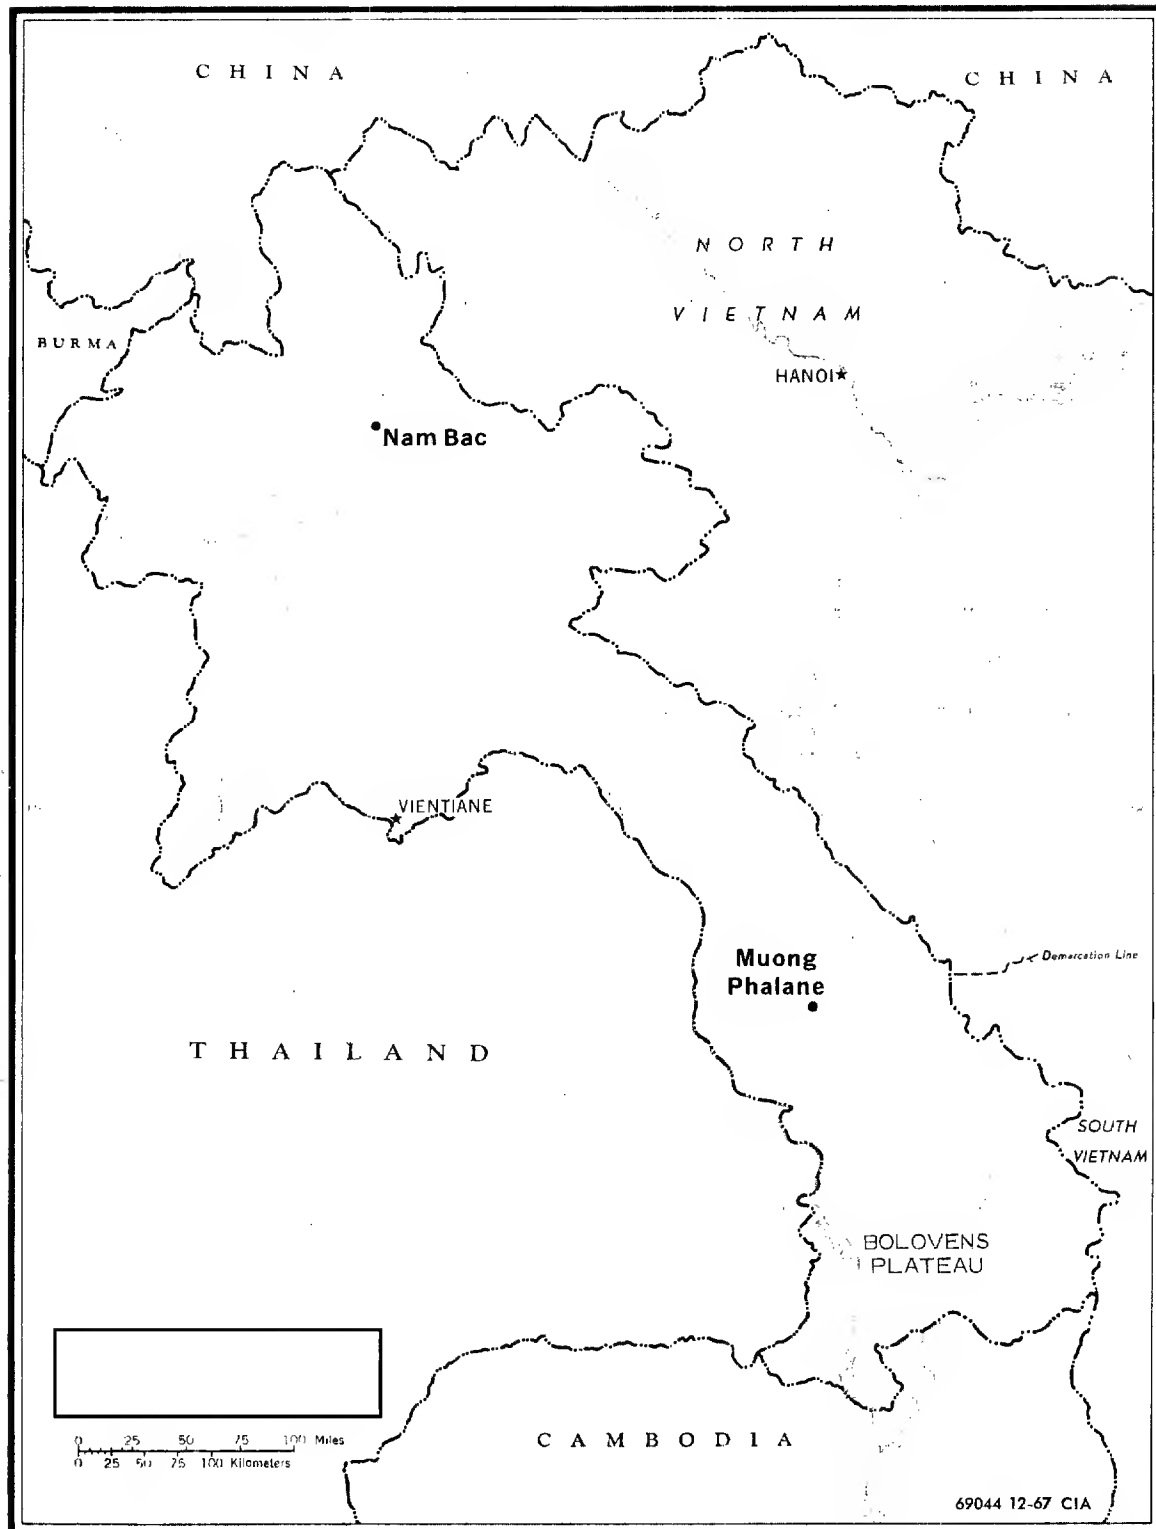 CHINA
CHINA
NORTH
VIETNAM
BURMA
HANOI
Nam Bac
VIENTIANE
Muong
Phalane
Demarcation Line
THAILAND
SOUTH
VIETNAM
BOLOVENS
PLATEAU
0 25 50 75 100 Miles
0 25 50 75 100 Kilometers
CAMBODIA
69044 12-67 CIA